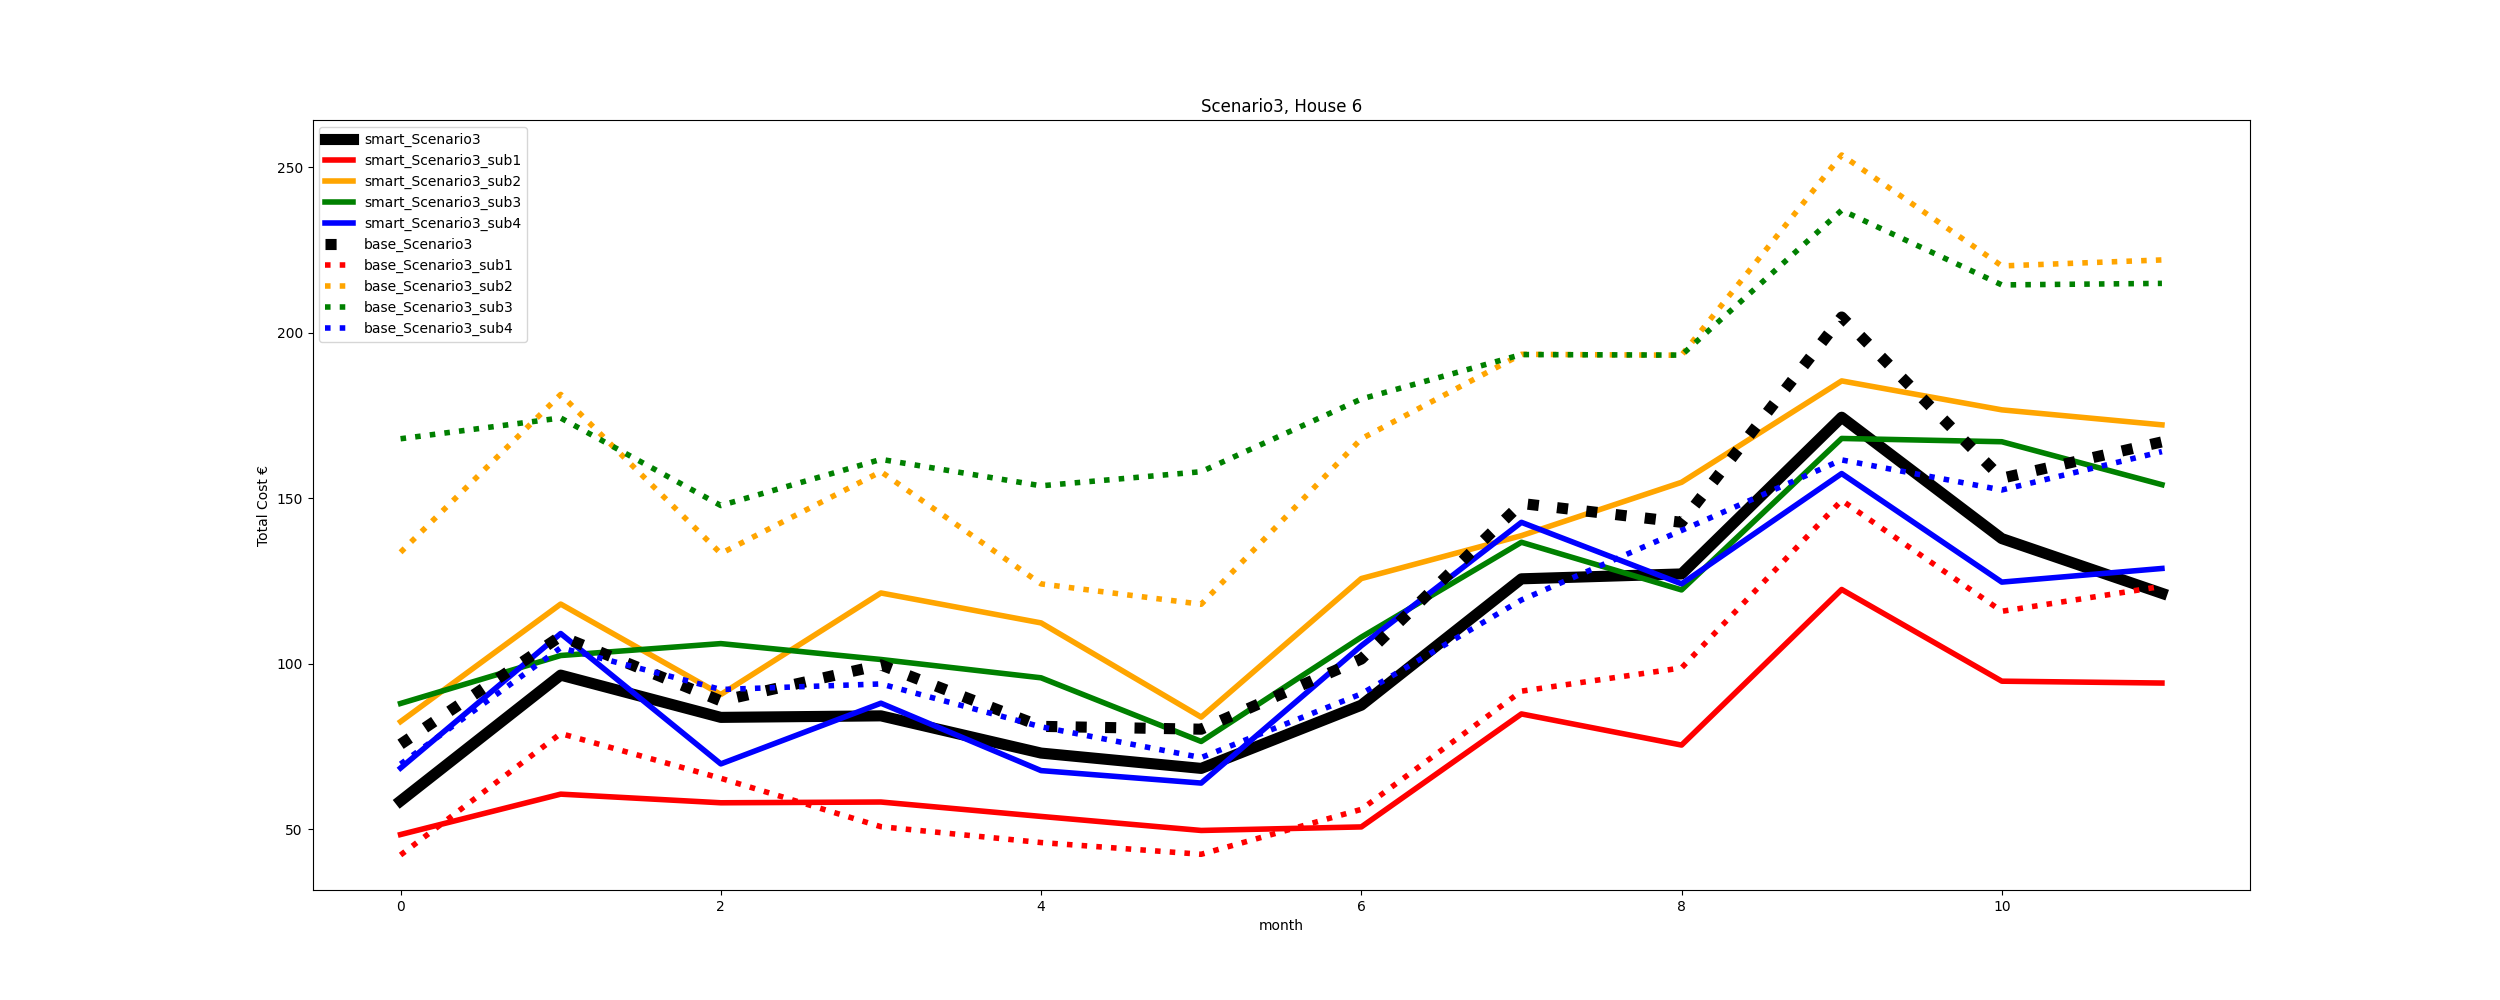 Scenario3, House 6
smart_Scenario3
smart_Scenario3_sub1
smart_Scenario3_sub2
smart_Scenario3_sub3
smart_Scenario3_sub4
base_Scenario3
base_Scenario3_sub1
base_Scenario3_sub2
base_Scenario3_sub3
base_Scenario3_sub4
Total Cost €
250
200
150
100
50
0 2 4 6 8 10
month